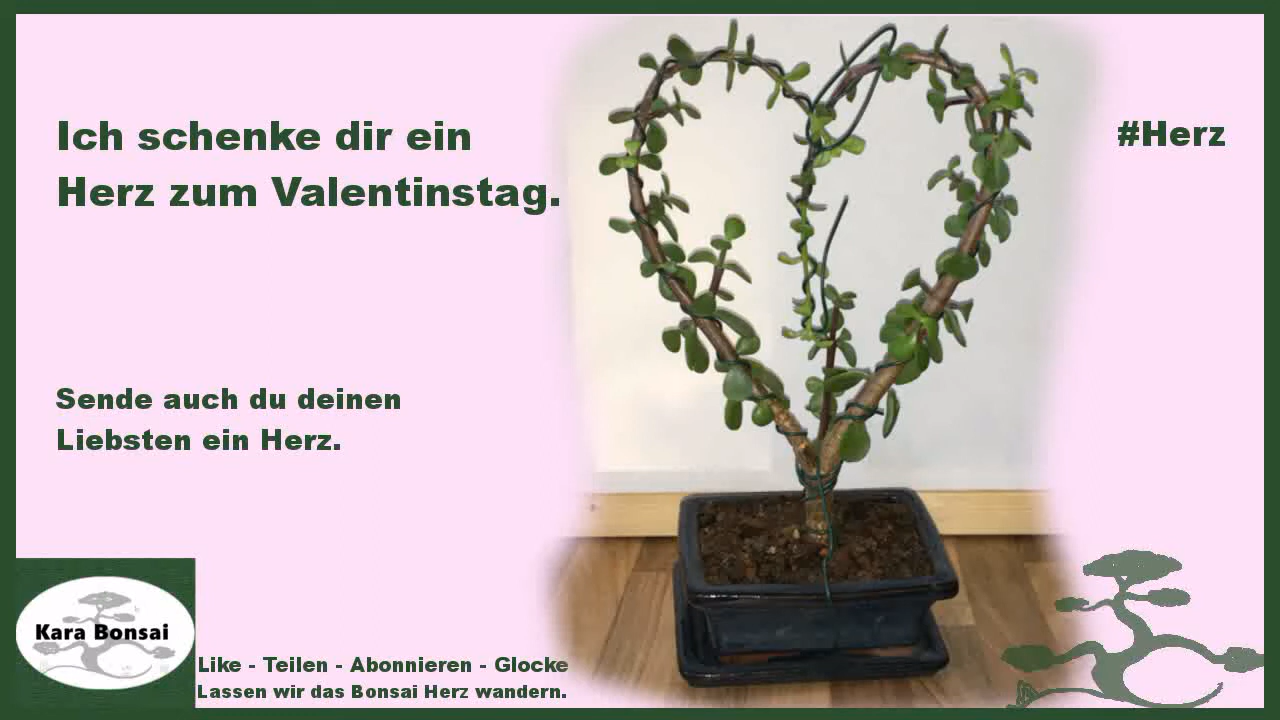 Ich schenke dir ein
Herz zum Valentinstag.
#Herz
Sende auch du deinen
Liebsten ein Herz.
Kara Bonsai
Like - Teilen - Abonnieren - Glocke
Lassen wir das Bonsai Herz wandern.